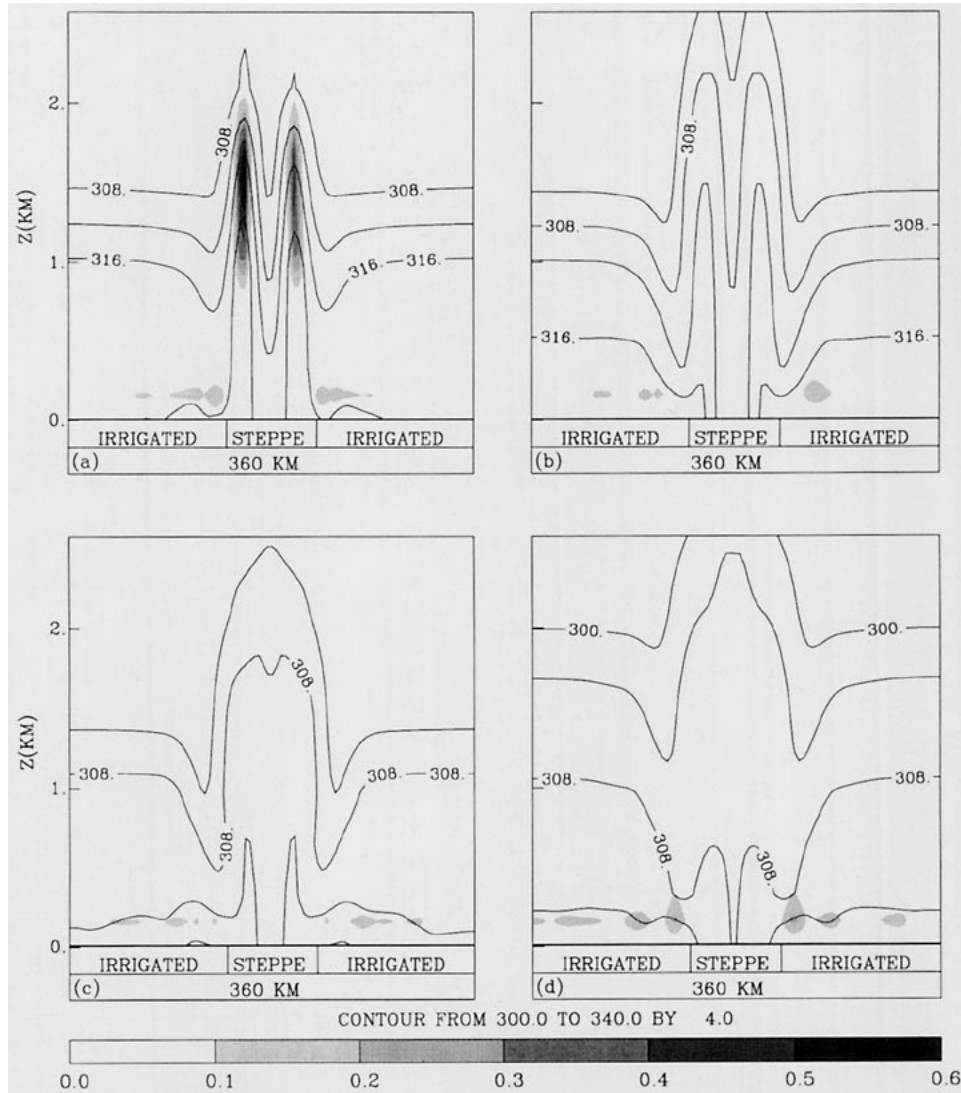 2.
308.
308.
308.
Z(KM)
1.
316.
316.
316.
0.
IRRIGATED STEPPE IRRIGATED
(a)
360 KM
308.
308.
308.
316.
316.
IRRIGATED STEPPE IRRIGATED
(b)
360 KM
2.
308.
Z(KM)
1.
308.
308.
308.
308.
0.
IRRIGATED STEPPE IRRIGATED
(c)
360 KM
300.
300.
308.
308.
308.
308.
IRRIGATED STEPPE IRRIGATED
(d)
360 KM
CONTOUR FROM 300.0 TO 340.0 BY 4.0
0.0 0.1 0.2 0.3 0.4 0.5 0.6